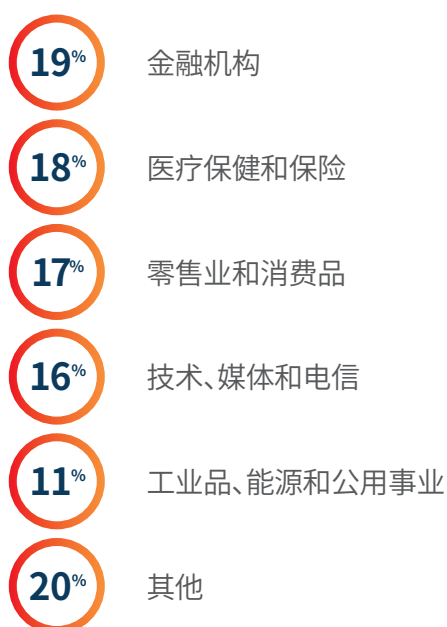 19% 金融机构
18% 医疗保健和保险
17% 零售业和消费品
16% 技术、媒体和电信
11% 工业品、能源和公用事业
20% 其他